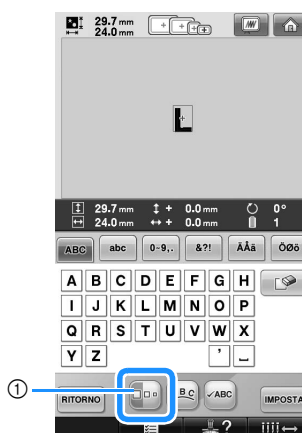 29.7 mm
24.0 mm
L
29.7 mm + 0.0 mm 0°
24.0 mm + 0.0 mm 1
ABC abc 0~9,. &?! ÄÅä ÖØö
A B C D E F G H
I J K L M N O P
Q R S T U V W X
Y Z ' _
1 RITORNO B C ✓ABC IMPOSTA
?